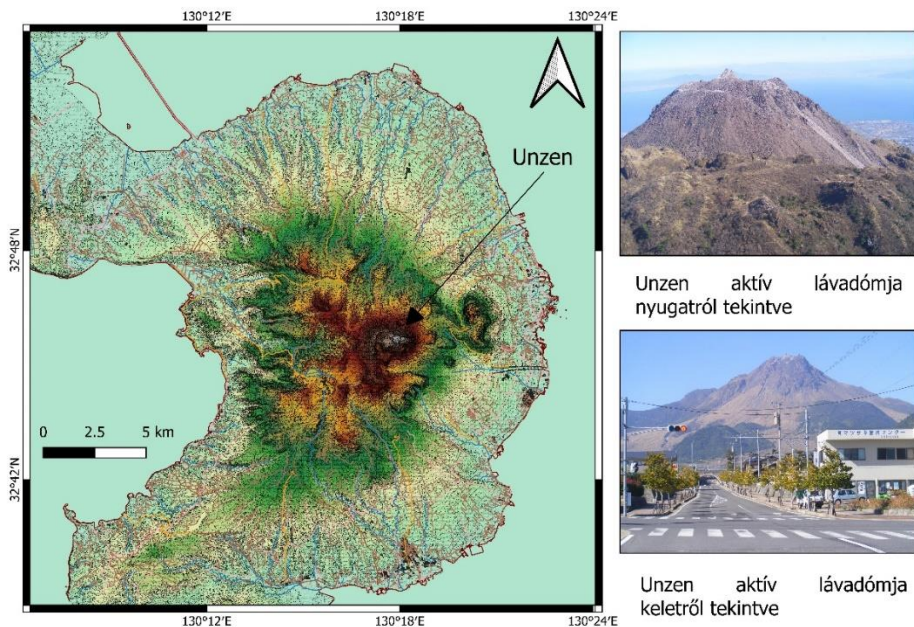 130°12′E 130°18′E 130°24′E
Unzen
32°48′N
0 2.5 5 km
32°42′N
130°12′E 130°18′E 130°24′E
Unzen aktív lávadómja
nyugatról tekintve
Unzen aktív lávadómja
keletről tekintve